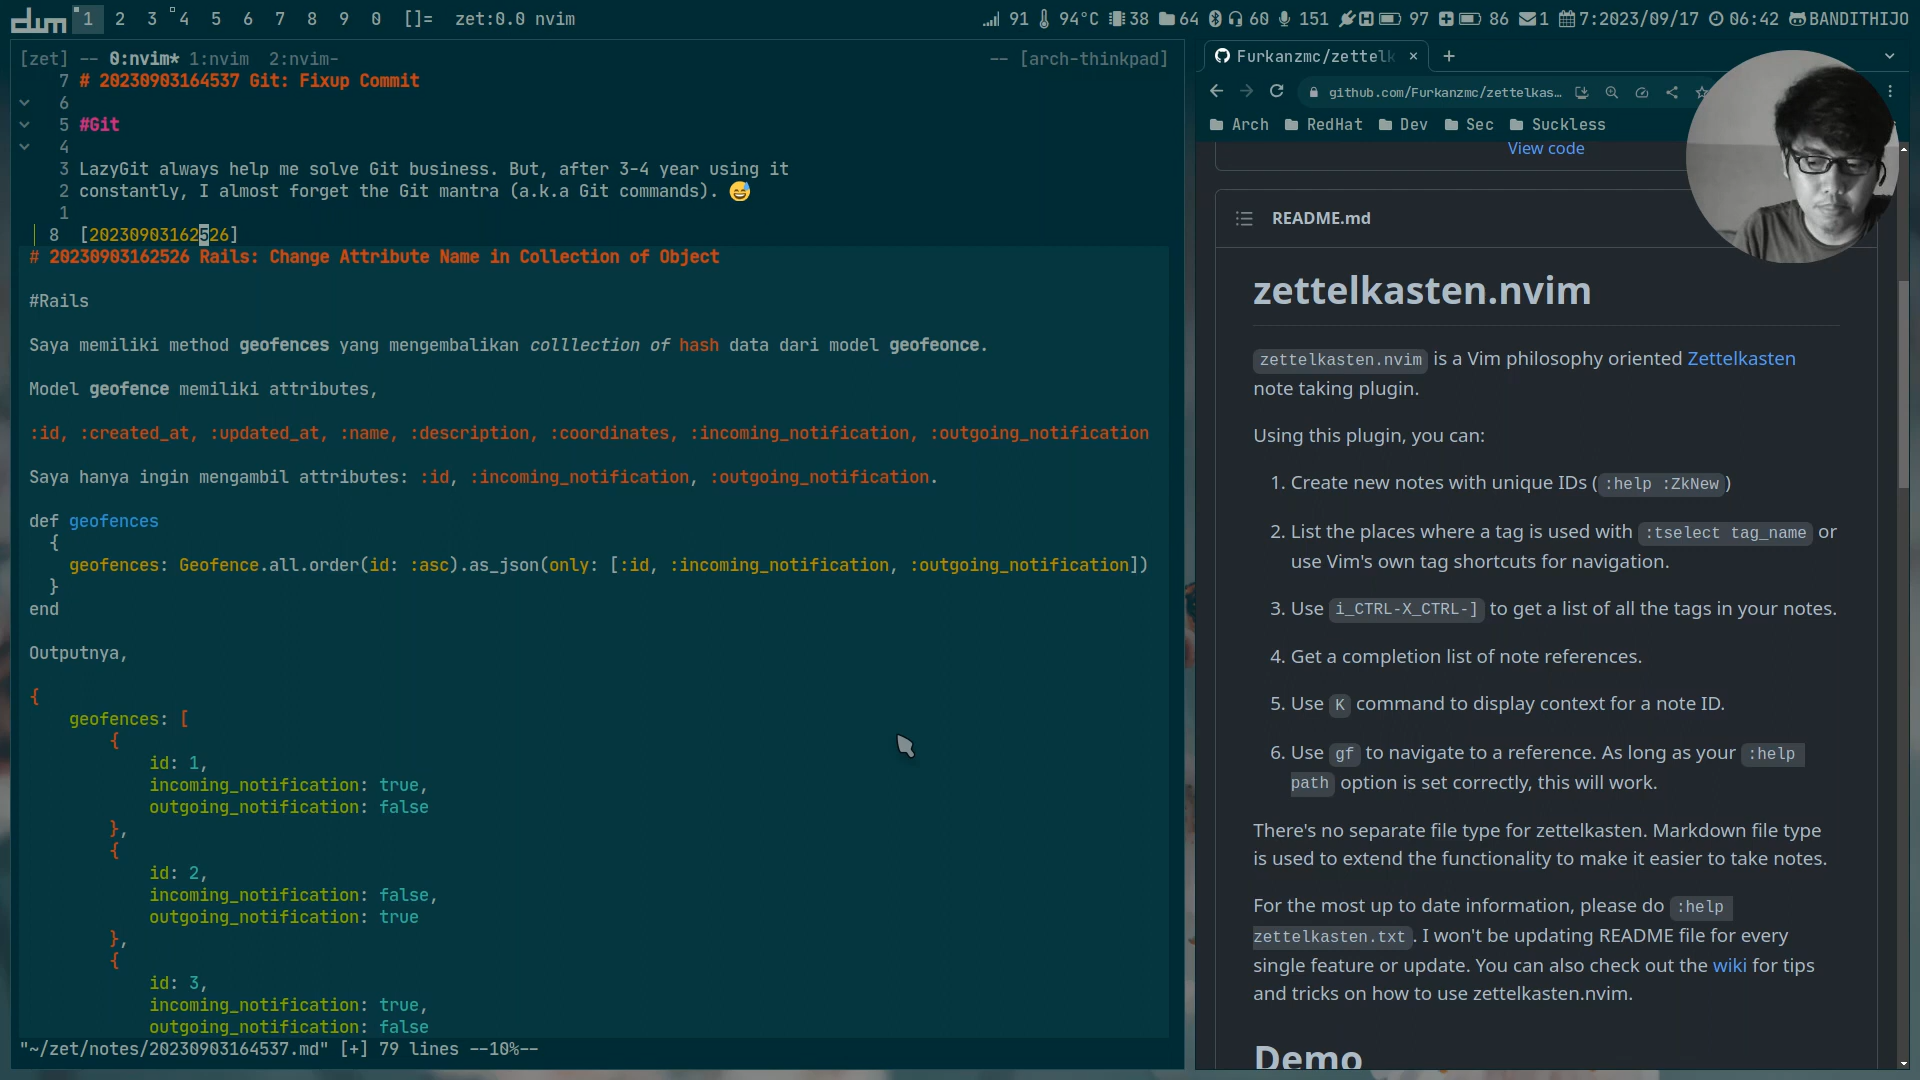 dwm 1 2 3 4 5 6 7 8 9 0 []= zet:0.0 nvim 91 94°C 38 64 60 151 97 86 1 7:2023/09/17 06:42 BANDITHIJO
[zet] -- 0:nvim* 1:nvim 2:nvim- -- [arch-thinkpad]
7 # 20230903164537 Git: Fixup Commit
6
5 #Git
4
3 LazyGit always help me solve Git business. But, after 3-4 year using it
2 constantly, I almost forget the Git mantra (a.k.a Git commands). 😅
1
8 [20230903162526]
# 20230903162526 Rails: Change Attribute Name in Collection of Object
#Rails
Saya memiliki method geofences yang mengembalikan colllection of hash data dari model geofeonce.
Model geofence memiliki attributes,
:id, :created_at, :updated_at, :name, :description, :coordinates, :incoming_notification, :outgoing_notification
Saya hanya ingin mengambil attributes: :id, :incoming_notification, :outgoing_notification.
def geofences
{
geofences: Geofence.all.order(id: :asc).as_json(only: [:id, :incoming_notification, :outgoing_notification])
}
end
Outputnya,
{
geofences: [
{
id: 1,
incoming_notification: true,
outgoing_notification: false
},
{
id: 2,
incoming_notification: false,
outgoing_notification: true
},
{
id: 3,
incoming_notification: true,
outgoing_notification: false
"~/zet/notes/20230903164537.md" [+] 79 lines --10%--
Furkanzmc/zettelk × +
github.com/Furkanzmc/zettelkas…
Arch RedHat Dev Sec Suckless
View code
README.md
zettelkasten.nvim
zettelkasten.nvim is a Vim philosophy oriented Zettelkasten
note taking plugin.
Using this plugin, you can:
1. Create new notes with unique IDs ( :help :ZkNew )
2. List the places where a tag is used with :tselect tag_name or
use Vim's own tag shortcuts for navigation.
3. Use i_CTRL-X_CTRL-] to get a list of all the tags in your notes.
4. Get a completion list of note references.
5. Use K command to display context for a note ID.
6. Use gf to navigate to a reference. As long as your :help
path option is set correctly, this will work.
There's no separate file type for zettelkasten. Markdown file type
is used to extend the functionality to make it easier to take notes.
For the most up to date information, please do :help
zettelkasten.txt . I won't be updating README file for every
single feature or update. You can also check out the wiki for tips
and tricks on how to use zettelkasten.nvim.
Demo